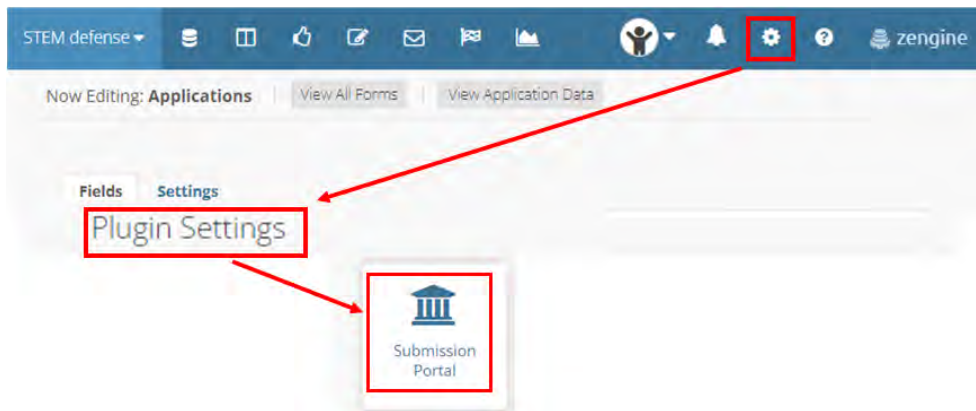 STEM defense
zengine
Now Editing: Applications
View All Forms
View Application Data
Fields
Settings
Plugin Settings
Submission
Portal